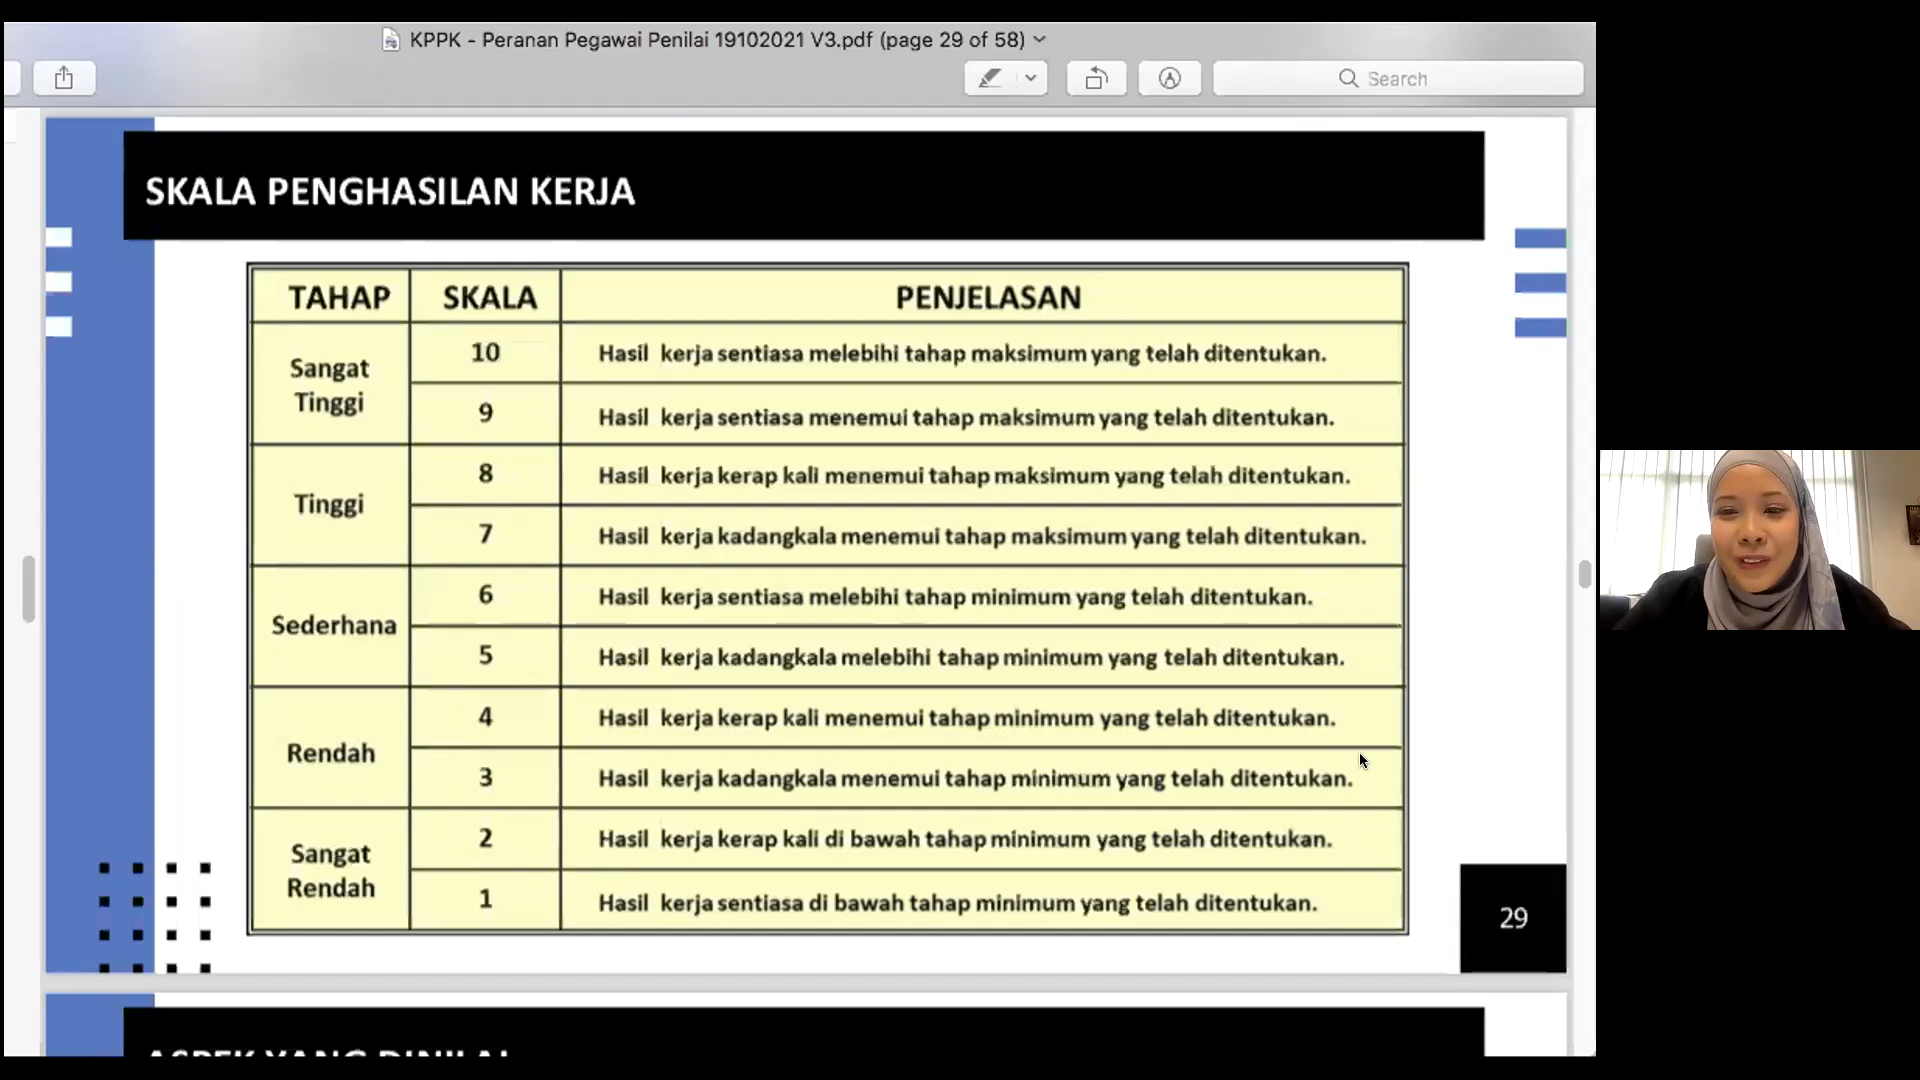 KPPK - Peranan Pegawai Penilai 19102021 V3.pdf (page 29 of 58)
Search
SKALA PENGHASILAN KERJA
TAHAP SKALA PENJELASAN
Sangat Tinggi
10 Hasil kerja sentiasa melebihi tahap maksimum yang telah ditentukan.
9 Hasil kerja sentiasa menemui tahap maksimum yang telah ditentukan.
Tinggi
8 Hasil kerja kerap kali menemui tahap maksimum yang telah ditentukan.
7 Hasil kerja kadangkala menemui tahap maksimum yang telah ditentukan.
Sederhana
6 Hasil kerja sentiasa melebihi tahap minimum yang telah ditentukan.
5 Hasil kerja kadangkala melebihi tahap minimum yang telah ditentukan.
Rendah
4 Hasil kerja kerap kali menemui tahap minimum yang telah ditentukan.
3 Hasil kerja kadangkala menemui tahap minimum yang telah ditentukan.
Sangat Rendah
2 Hasil kerja kerap kali di bawah tahap minimum yang telah ditentukan.
1 Hasil kerja sentiasa di bawah tahap minimum yang telah ditentukan.
29
ASPEK YANG DINILAI